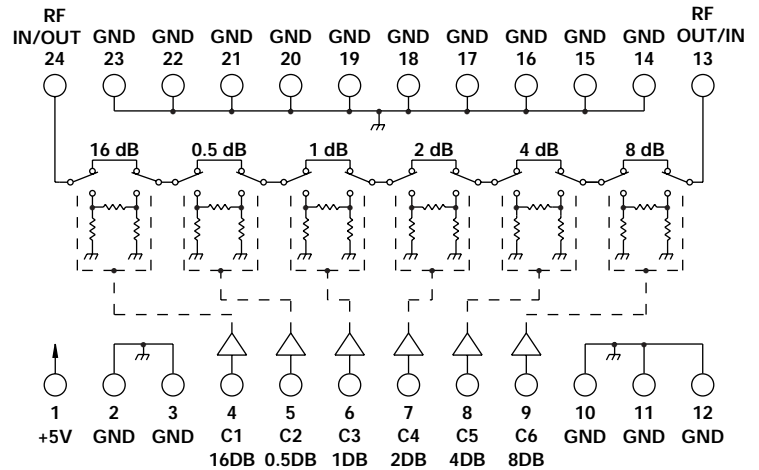 RF RF
IN/OUT GND GND GND GND GND GND GND GND GND GND OUT/IN
24 23 22 21 20 19 18 17 16 15 14 13
16 dB 0.5 dB 1 dB 2 dB 4 dB 8 dB
1 2 3 4 5 6 7 8 9 10 11 12
+5V GND GND C1 C2 C3 C4 C5 C6 GND GND GND
16DB 0.5DB 1DB 2DB 4DB 8DB